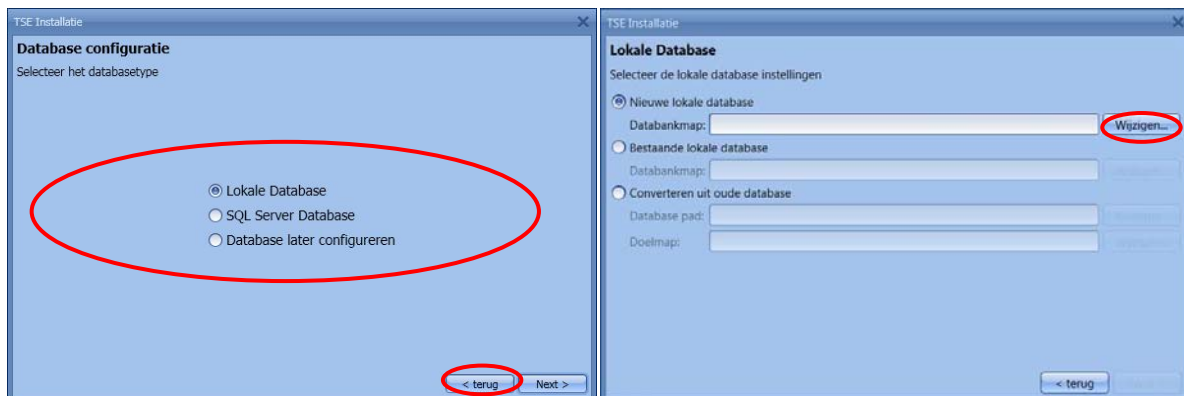 TSE Installatie
Database configuratie
Selecteer het databasetype
Lokale Database
SQL Server Database
Database later configureren
< terug
Next >
TSE Installatie
Lokale Database
Selecteer de lokale database instellingen
Nieuwe lokale database
Databankmap:
Wijzigen...
Bestaande lokale database
Databankmap:
Converteren uit oude database
Database pad:
Doelmap:
< terug